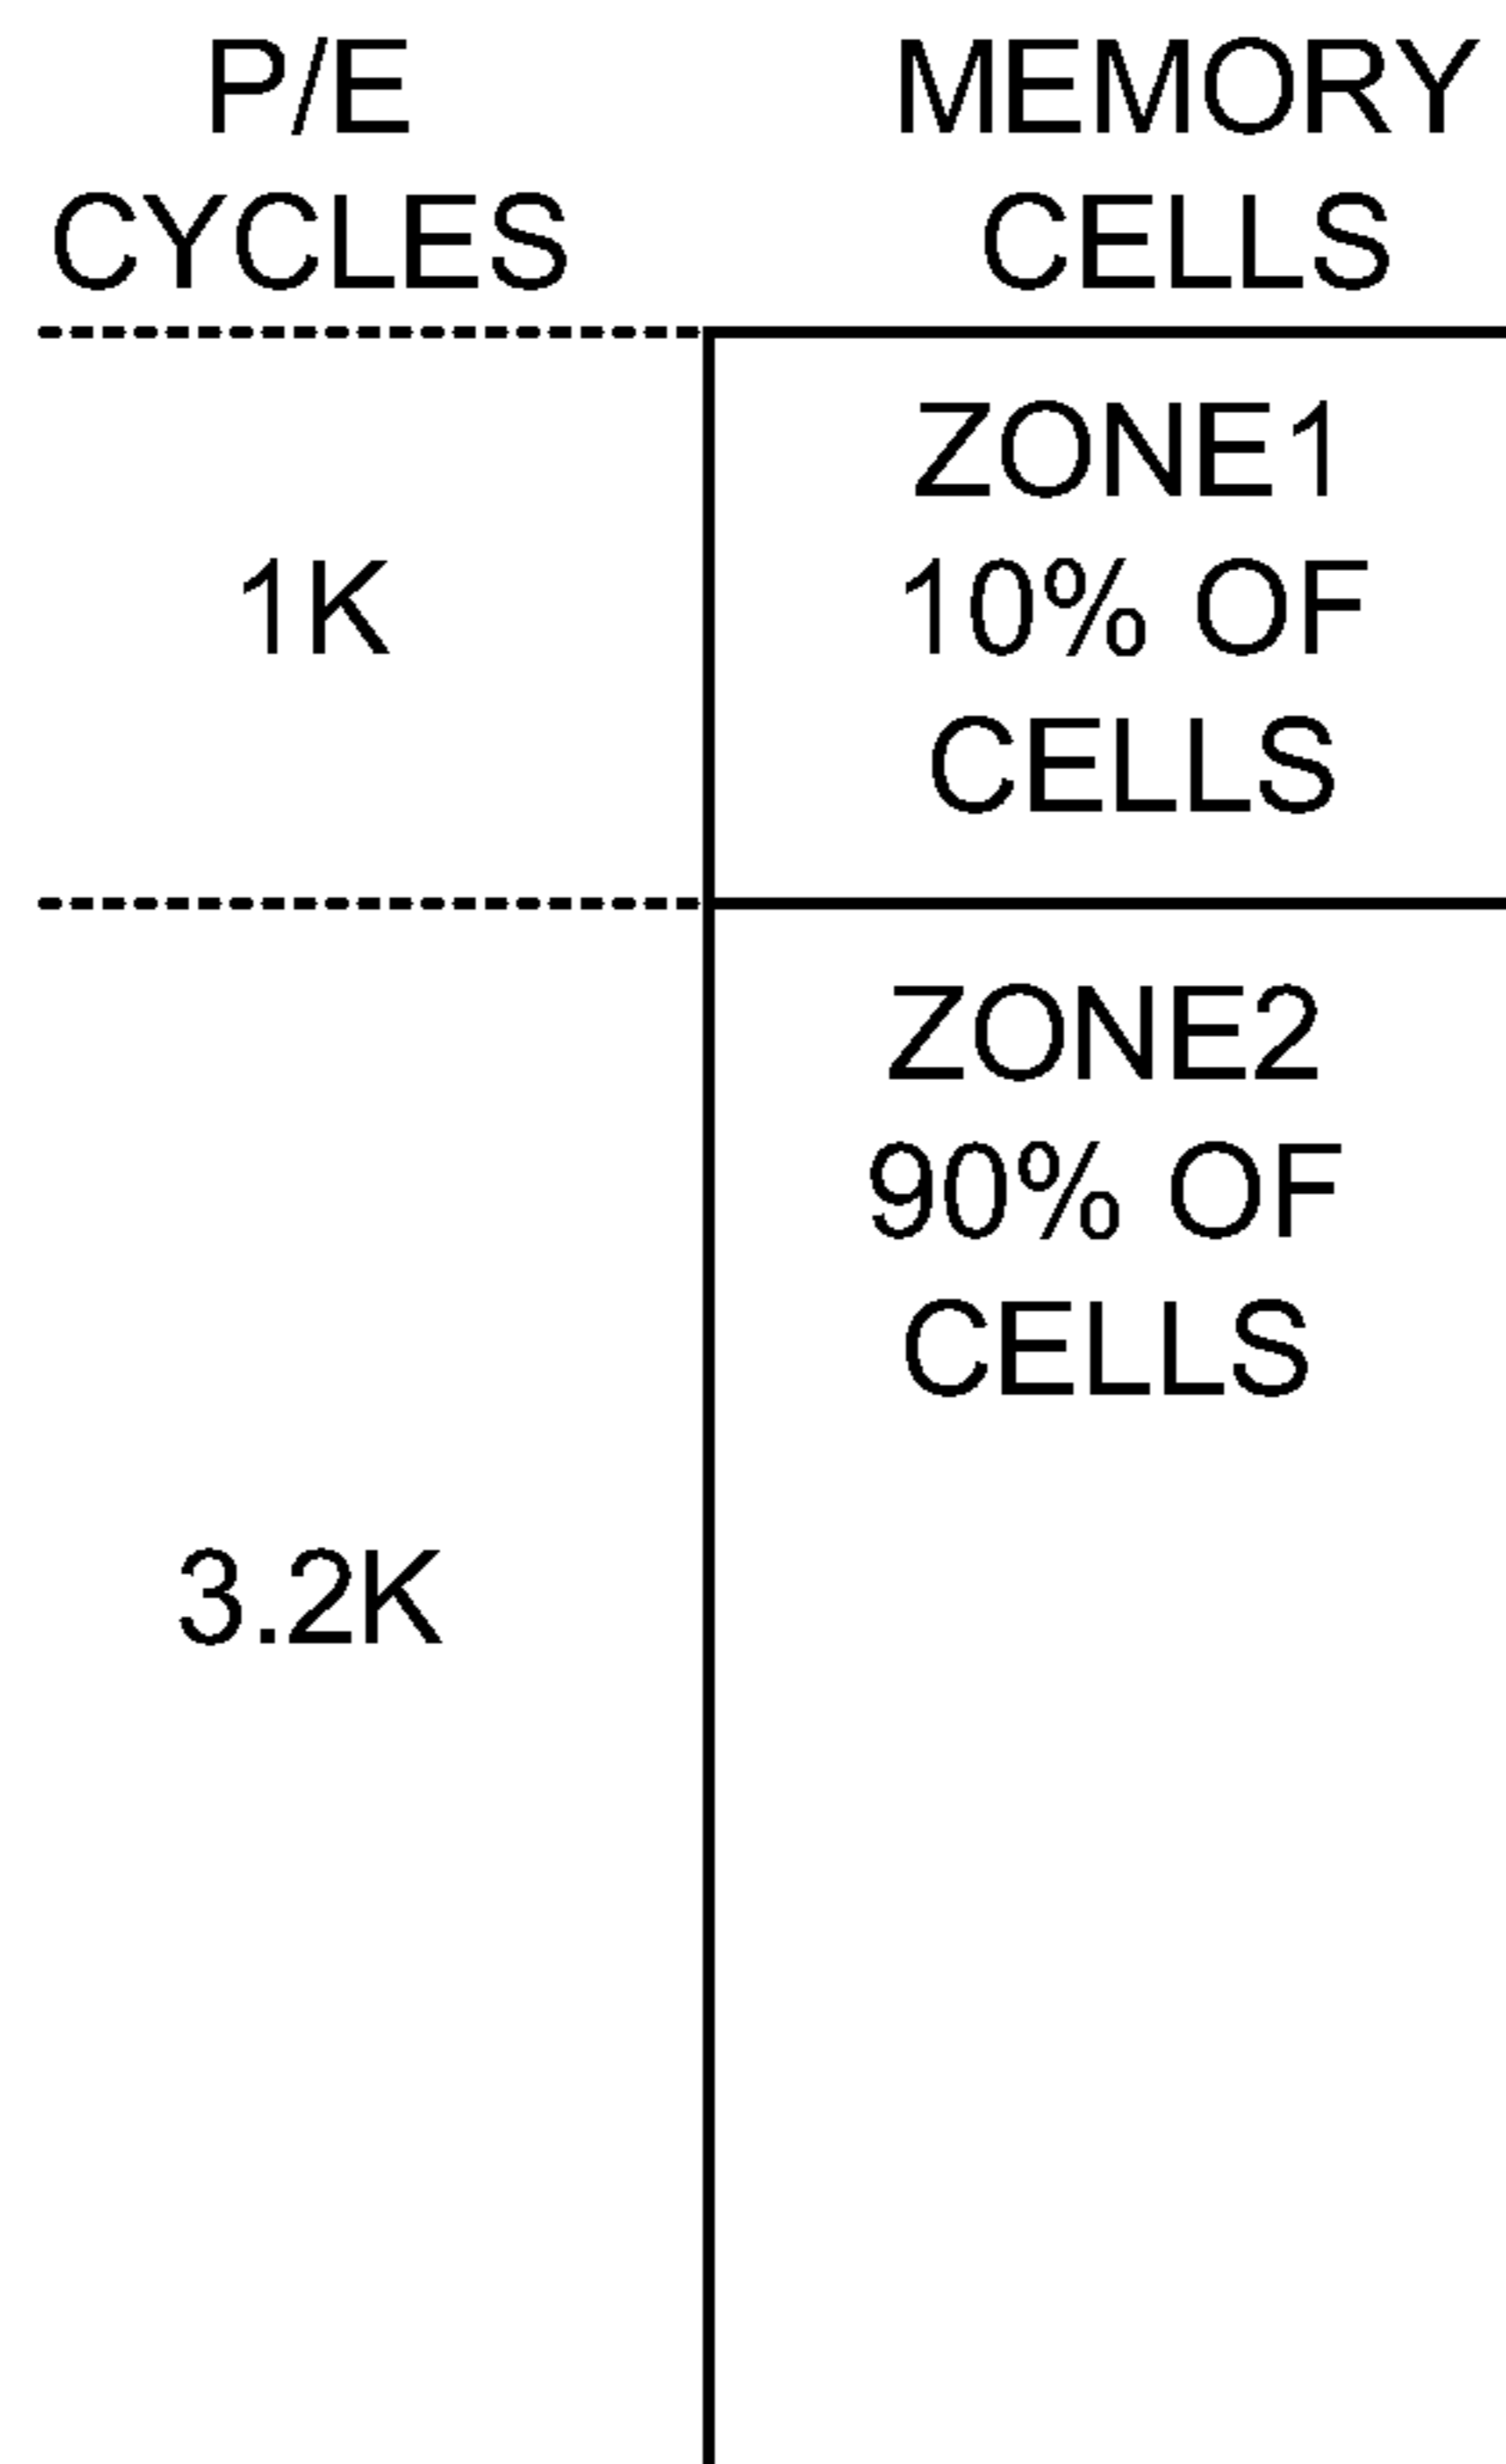 P/E
CYCLES
MEMORY
CELLS
1K
ZONE1
10% OF
CELLS
3.2K
ZONE2
90% OF
CELLS